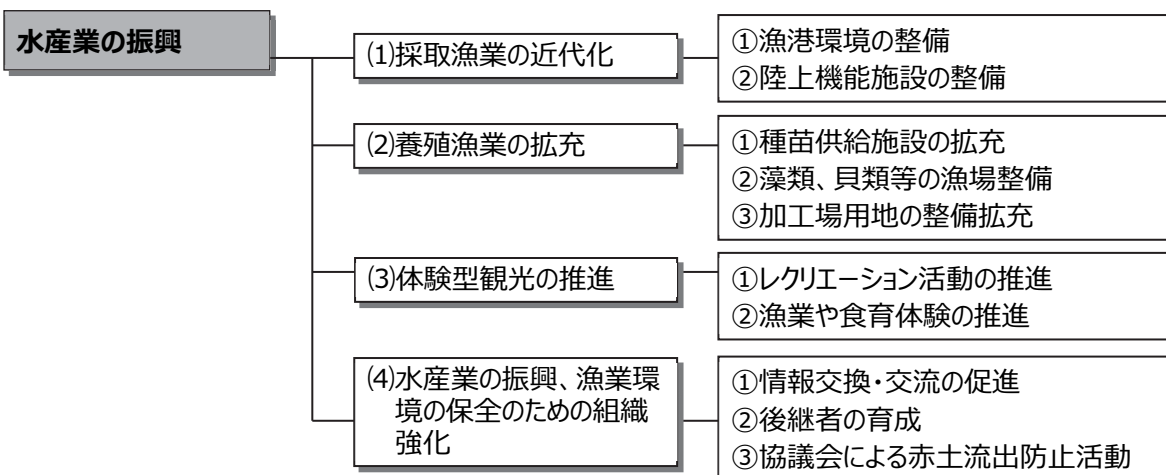 水産業の振興
⑴採取漁業の近代化
①漁港環境の整備
②陸上機能施設の整備
⑵養殖漁業の拡充
①種苗供給施設の拡充
②藻類、貝類等の漁場整備
③加工場用地の整備拡充
⑶体験型観光の推進
①レクリエーション活動の推進
②漁業や食育体験の推進
⑷水産業の振興、漁業環
境の保全のための組織
強化
①情報交換・交流の促進
②後継者の育成
③協議会による赤土流出防止活動